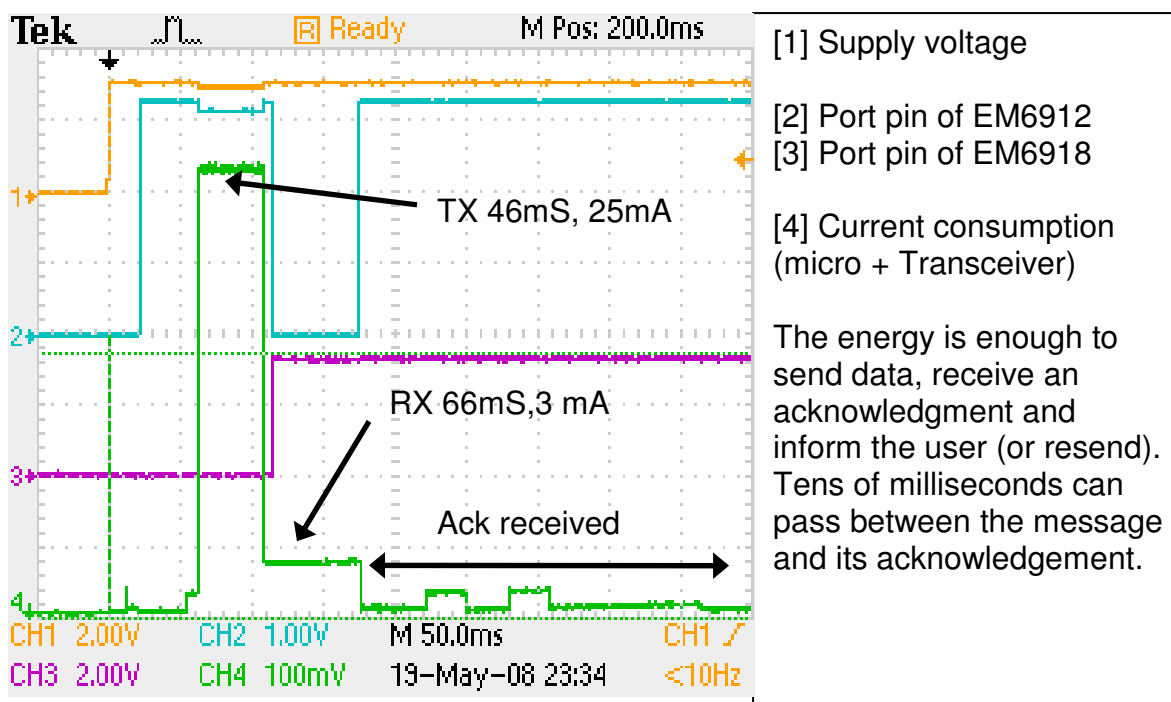 Tek R Ready M Pos: 200.0ms
1
TX 46mS, 25mA
2
RX 66mS,3 mA
3
Ack received
4
CH1 2.00V CH2 1.00V M 50.0ms CH1
CH3 2.00V CH4 100mV 19-May-08 23:34 <10Hz
[1] Supply voltage
[2] Port pin of EM6912
[3] Port pin of EM6918
[4] Current consumption
(micro + Transceiver)
The energy is enough to
send data, receive an
acknowledgment and
inform the user (or resend).
Tens of milliseconds can
pass between the message
and its acknowledgement.